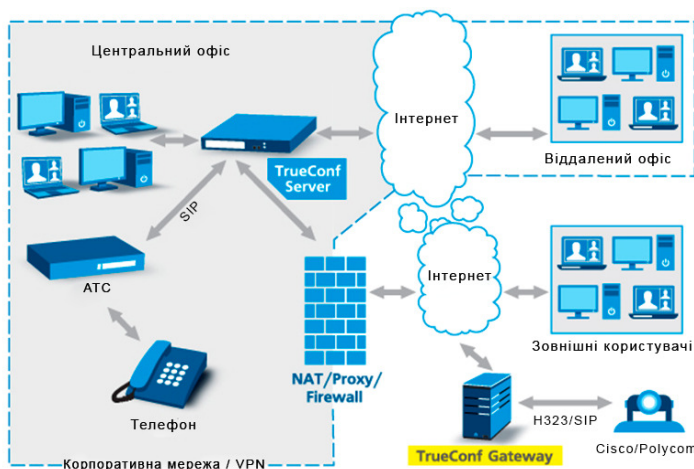 Центральний офіс
Інтернет
Віддалений офіс
TrueConf
Server
SIP
АТС
Телефон
NAT/Proxy/
Firewall
Інтернет
Зовнішні користувачі
H323/SIP
TrueConf Gateway
Cisco/Polycom
Корпоративна мережа / VPN